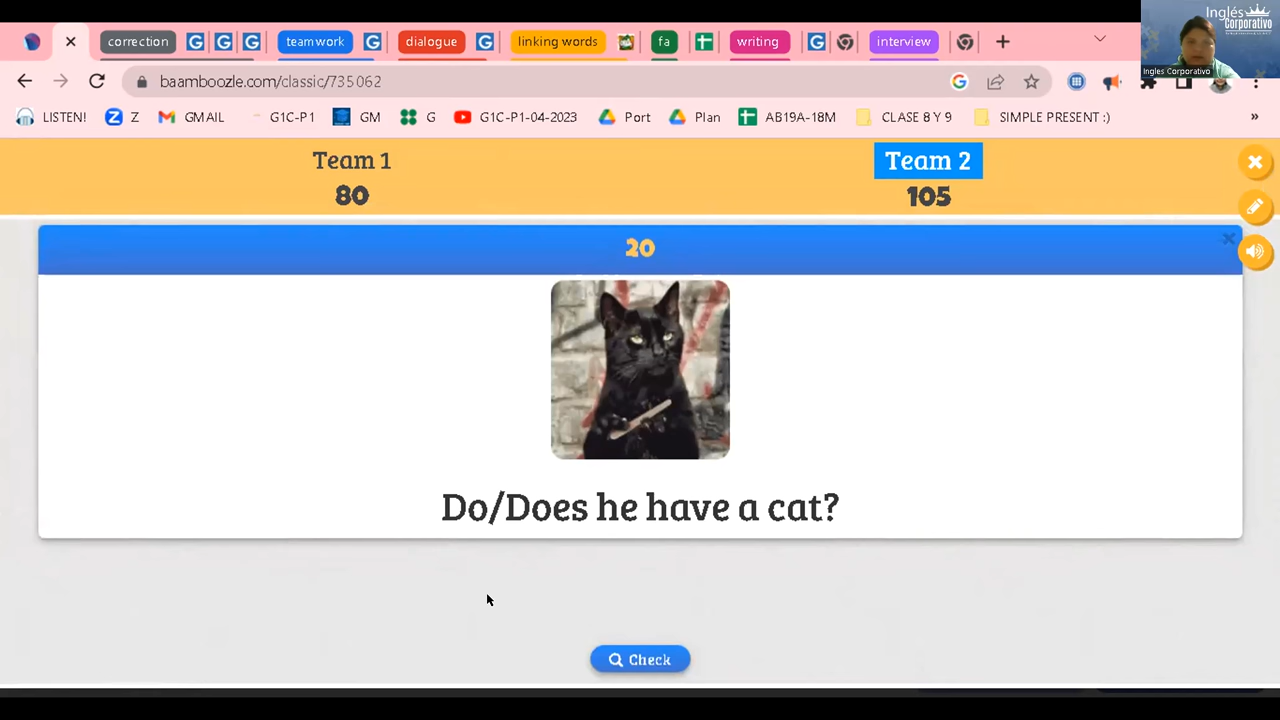 Inglés
Corporativo
correction
teamwork
dialogue
linking words
fa
writing
interview
baamboozle.com/classic/735062
Ingles Corporativo
LISTEN!
Z
GMAIL
G1C-P1
GM
G
G1C-P1-04-2023
Port
Plan
AB19A-18M
CLASE 8 Y 9
SIMPLE PRESENT :)
»
Team 1
Team 2
80
105
20
Do/Does he have a cat?
Check